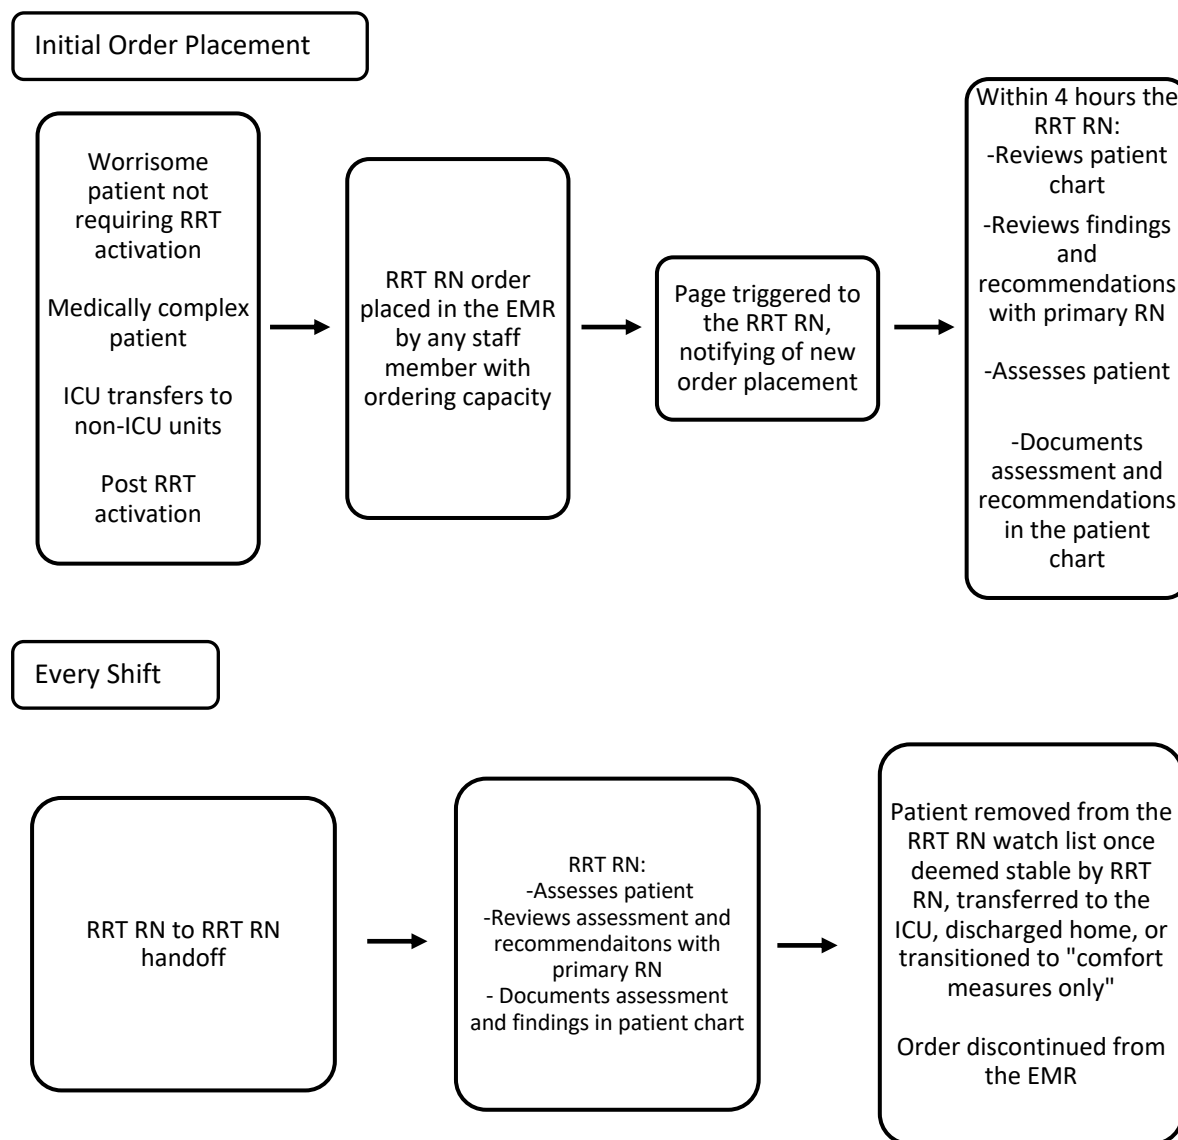 Initial Order Placement
Worrisome
patient not
requiring RRT
activation
Medically complex
patient
ICU transfers to
non-ICU units
Post RRT
activation
RRT RN order
placed in the EMR
by any staff
member with
ordering capacity
Page triggered to
the RRT RN,
notifying of new
order placement
Within 4 hours the
RRT RN:
-Reviews patient
chart
-Reviews findings
and
recommendations
with primary RN
-Assesses patient
-Documents
assessment and
recommendations
in the patient
chart
Every Shift
RRT RN to RRT RN
handoff
RRT RN:
-Assesses patient
-Reviews assessment and
recommendaitons with
primary RN
- Documents assessment
and findings in patient chart
Patient removed from the
RRT RN watch list once
deemed stable by RRT
RN, transferred to the
ICU, discharged home, or
transitioned to "comfort
measures only"
Order discontinued from
the EMR